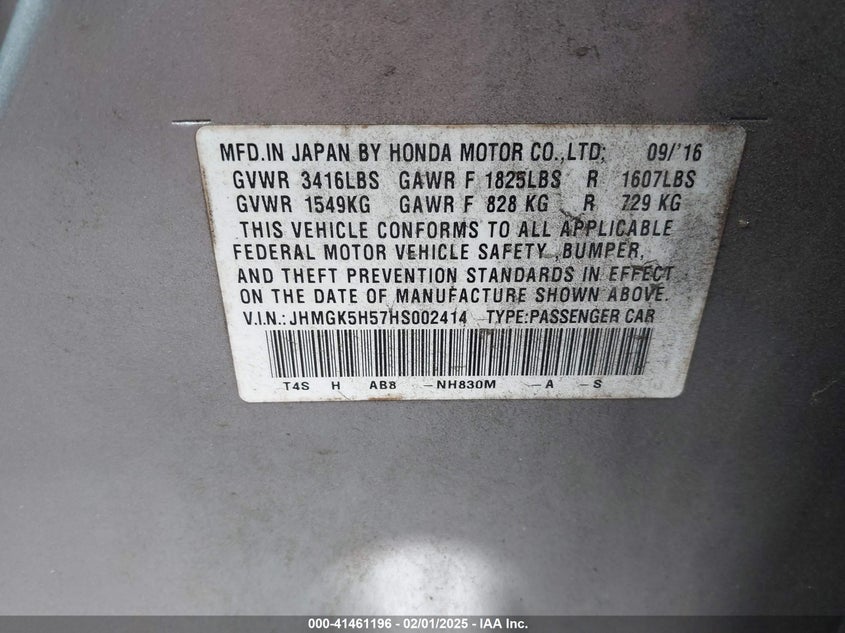 MFD.IN JAPAN BY HONDA MOTOR CO.,LTD; 09/'16
GVWR 3416LBS GAWR F 1825LBS R 1607LBS
GVWR 1549KG GAWR F 828 KG R 729 KG
THIS VEHICLE CONFORMS TO ALL APPLICABLE
FEDERAL MOTOR VEHICLE SAFETY ,BUMPER,
AND THEFT PREVENTION STANDARDS IN EFFECT
ON THE DATE OF MANUFACTURE SHOWN ABOVE.
V.I.N.: JHMGK5H57HS002414 TYPE:PASSENGER CAR
T4S H AB8 -NH830M -A -S
000-41461196 - 02/01/2025 - IAA Inc.